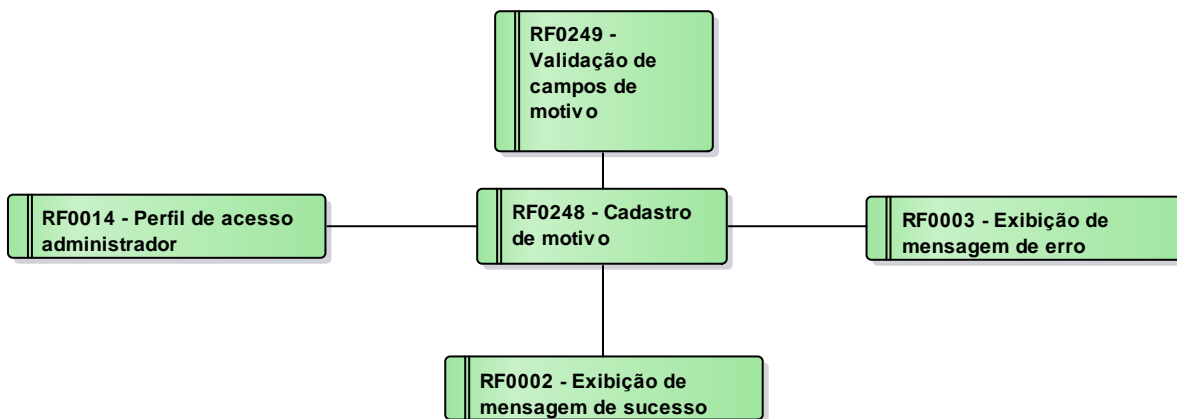 RF0249 -
Validação de
campos de
motivo
RF0014 - Perfil de acesso
administrador
RF0248 - Cadastro
de motivo
RF0003 - Exibição de
mensagem de erro
RF0002 - Exibição de
mensagem de sucesso